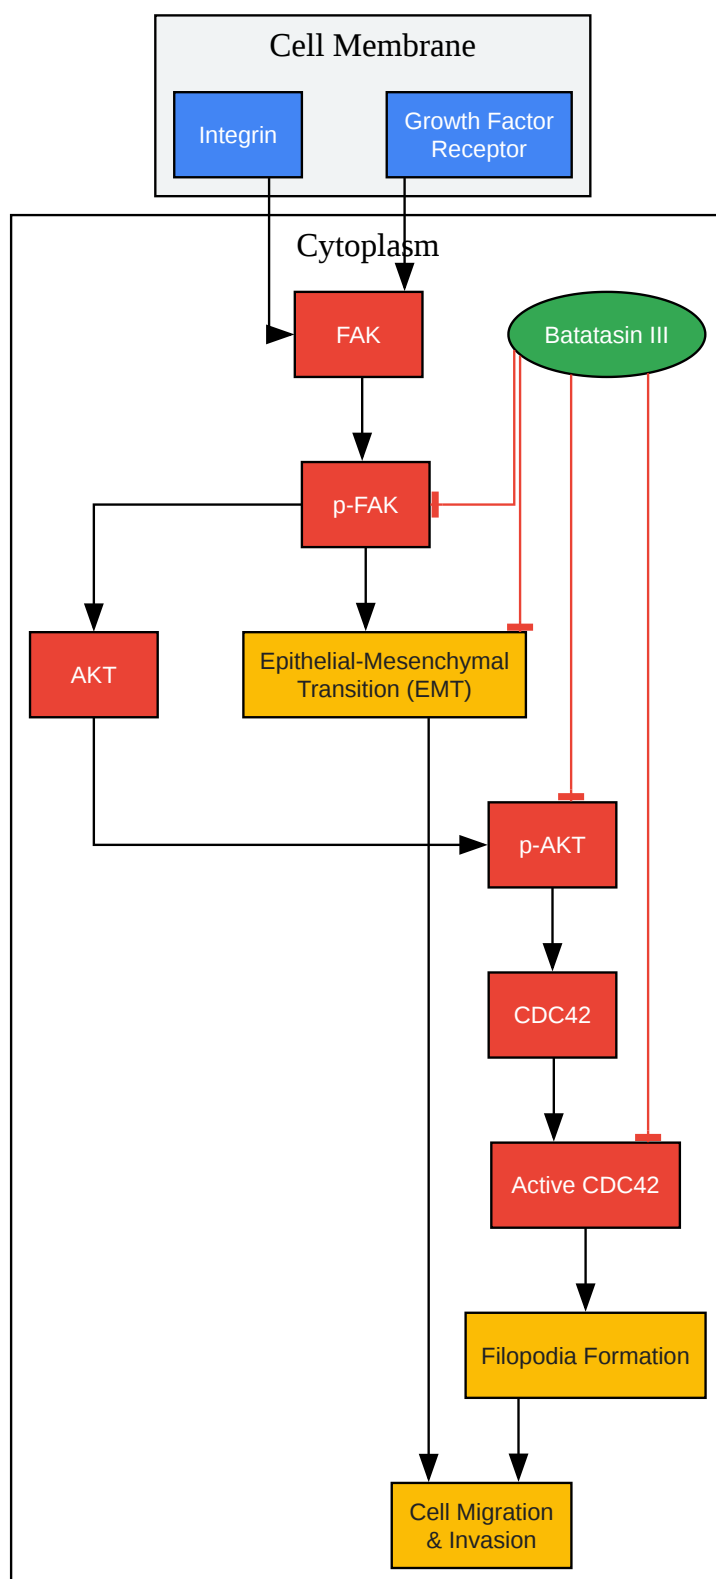 Cell Membrane
Integrin
Growth Factor
Receptor
Cytoplasm
FAK
Batatasin III
p-FAK
AKT
Epithelial-Mesenchymal
Transition (EMT)
p-AKT
CDC42
Active CDC42
Filopodia Formation
Cell Migration
& Invasion